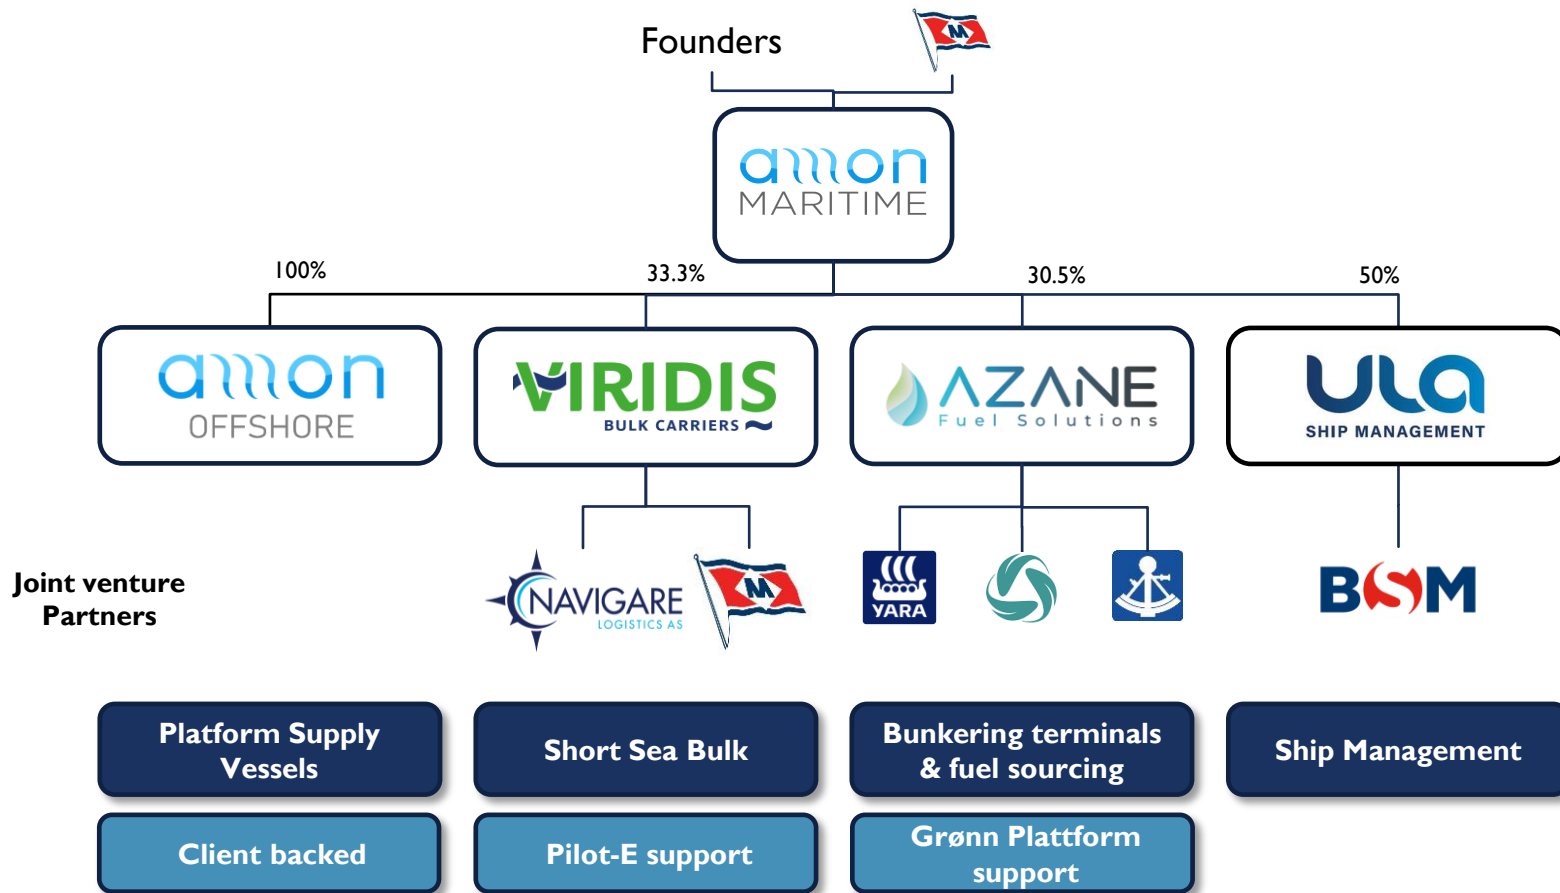 Founders
M
amon
MARITIME
100%
33.3%
30.5%
50%
amon
OFFSHORE
VIRIDIS
BULK CARRIERS
AZANE
Fuel Solutions
ULA
SHIP MANAGEMENT
Joint venture
Partners
NAVIGARE
LOGISTICS AS
M
YARA
BSM
Platform Supply
Vessels
Short Sea Bulk
Bunkering terminals
& fuel sourcing
Ship Management
Client backed
Pilot-E support
Grønn Plattform
support